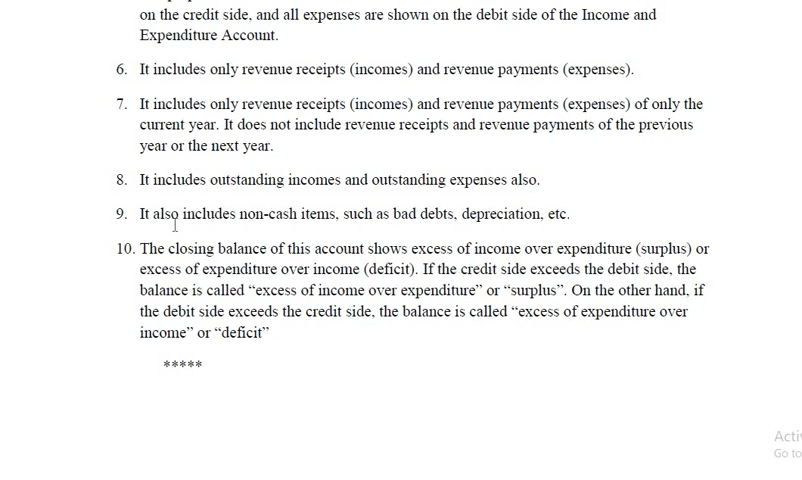 on the credit side, and all expenses are shown on the debit side of the Income and
Expenditure Account.
6. It includes only revenue receipts (incomes) and revenue payments (expenses).
7. It includes only revenue receipts (incomes) and revenue payments (expenses) of only the
current year. It does not include revenue receipts and revenue payments of the previous
year or the next year.
8. It includes outstanding incomes and outstanding expenses also.
9. It also includes non-cash items, such as bad debts, depreciation, etc.
10. The closing balance of this account shows excess of income over expenditure (surplus) or
excess of expenditure over income (deficit). If the credit side exceeds the debit side, the
balance is called “excess of income over expenditure” or “surplus”. On the other hand, if
the debit side exceeds the credit side, the balance is called “excess of expenditure over
income” or “deficit”
*****
Go to